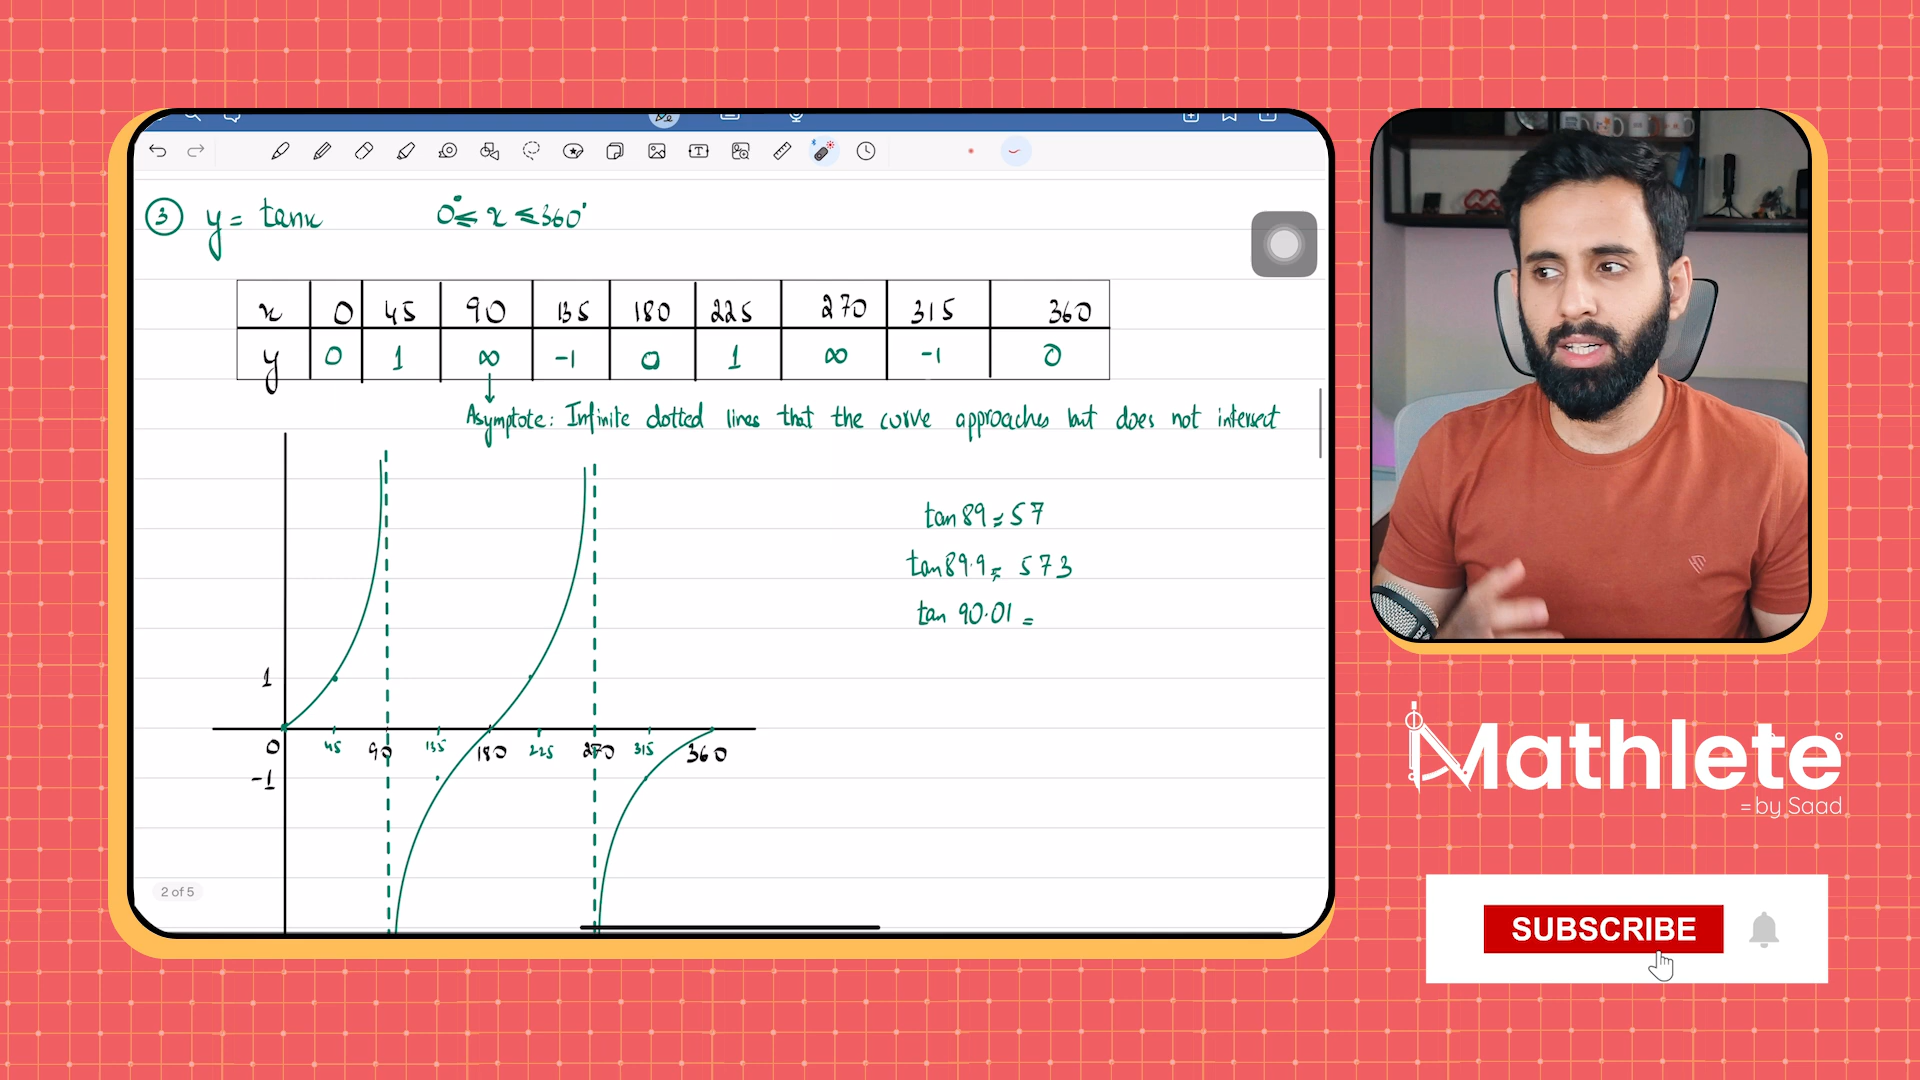 3 y = tanx 0° ≤ x ≤ 360°
x 0 45 90 135 180 225 270 315 360
y 0 1 ∞ -1 0 1 ∞ -1 0
Asymptote: Infinite dotted lines that the curve approaches but does not intersect
tan 89 = 57
tan 89.9 = 573
tan 90.01 =
1
0 45 90 135 180 225 270 315 360
-1
2 of 5
Mathlete
= by Saad
SUBSCRIBE